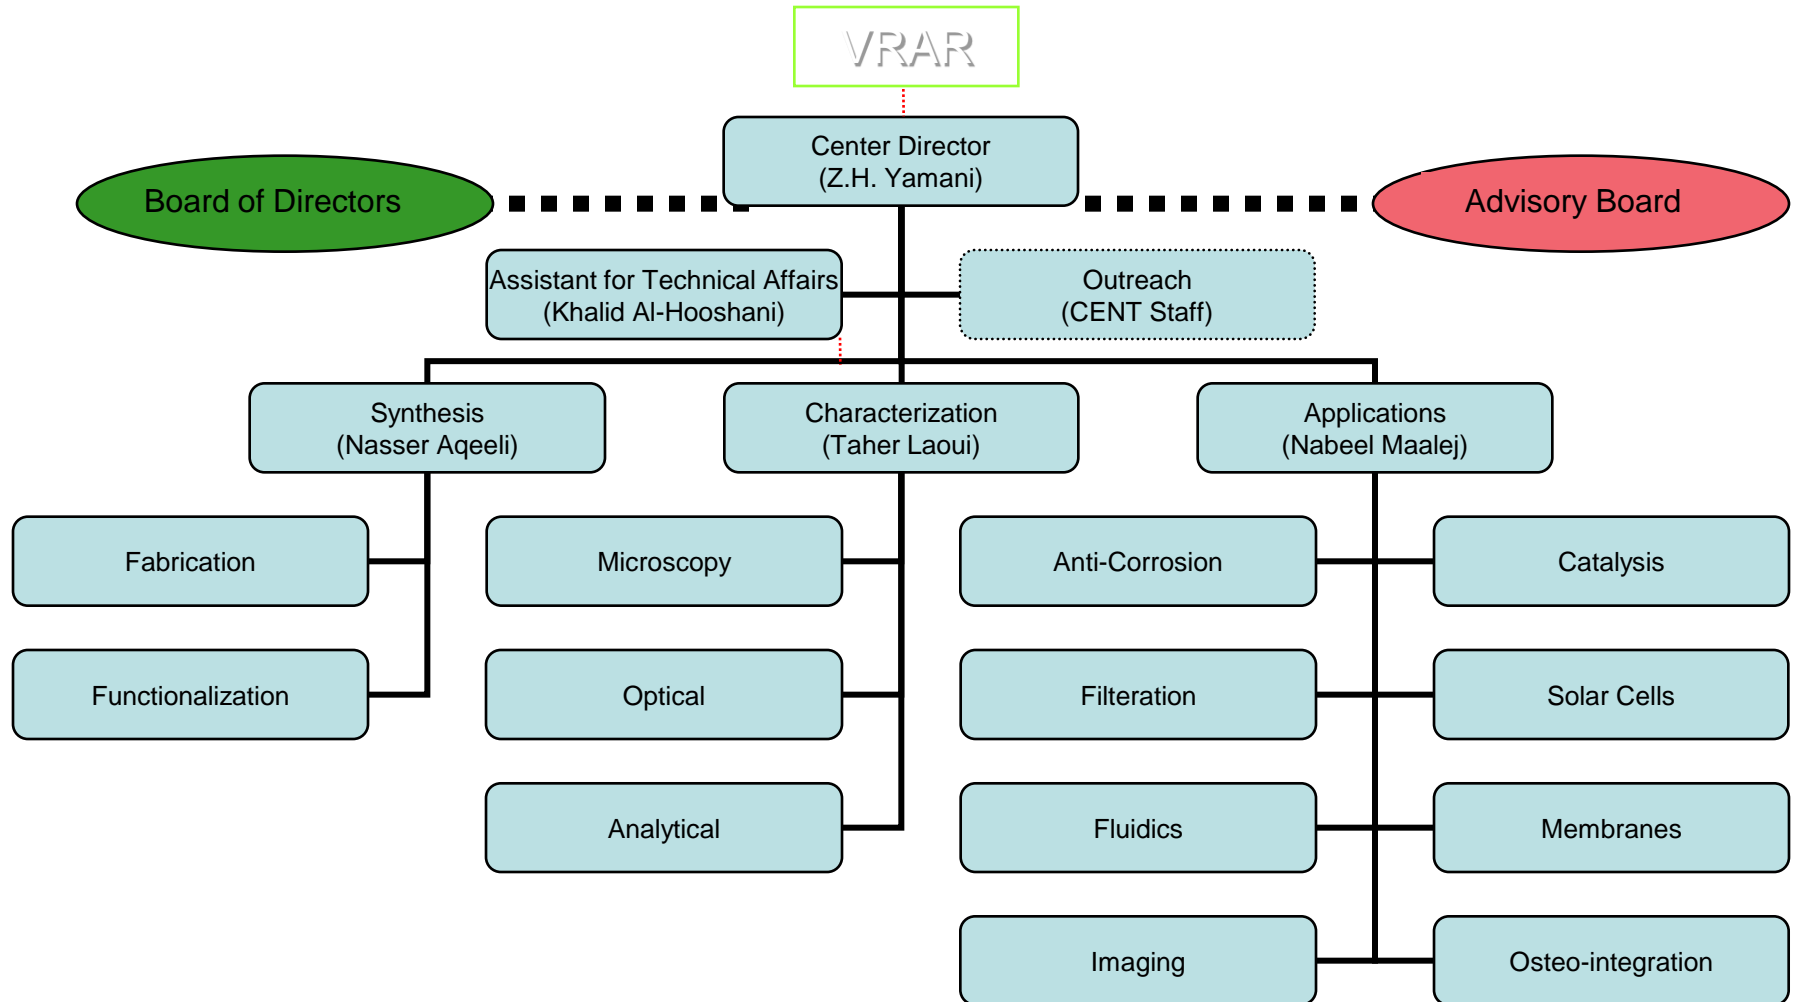 VRAR
Center Director
(Z.H. Yamani)
Board of Directors
Advisory Board
Assistant for Technical Affairs
(Khalid Al-Hooshani)
Outreach
(CENT Staff)
Synthesis
(Nasser Aqeeli)
Characterization
(Taher Laoui)
Applications
(Nabeel Maalej)
Fabrication
Microscopy
Anti-Corrosion
Catalysis
Functionalization
Optical
Filteration
Solar Cells
Analytical
Fluidics
Membranes
Imaging
Osteo-integration